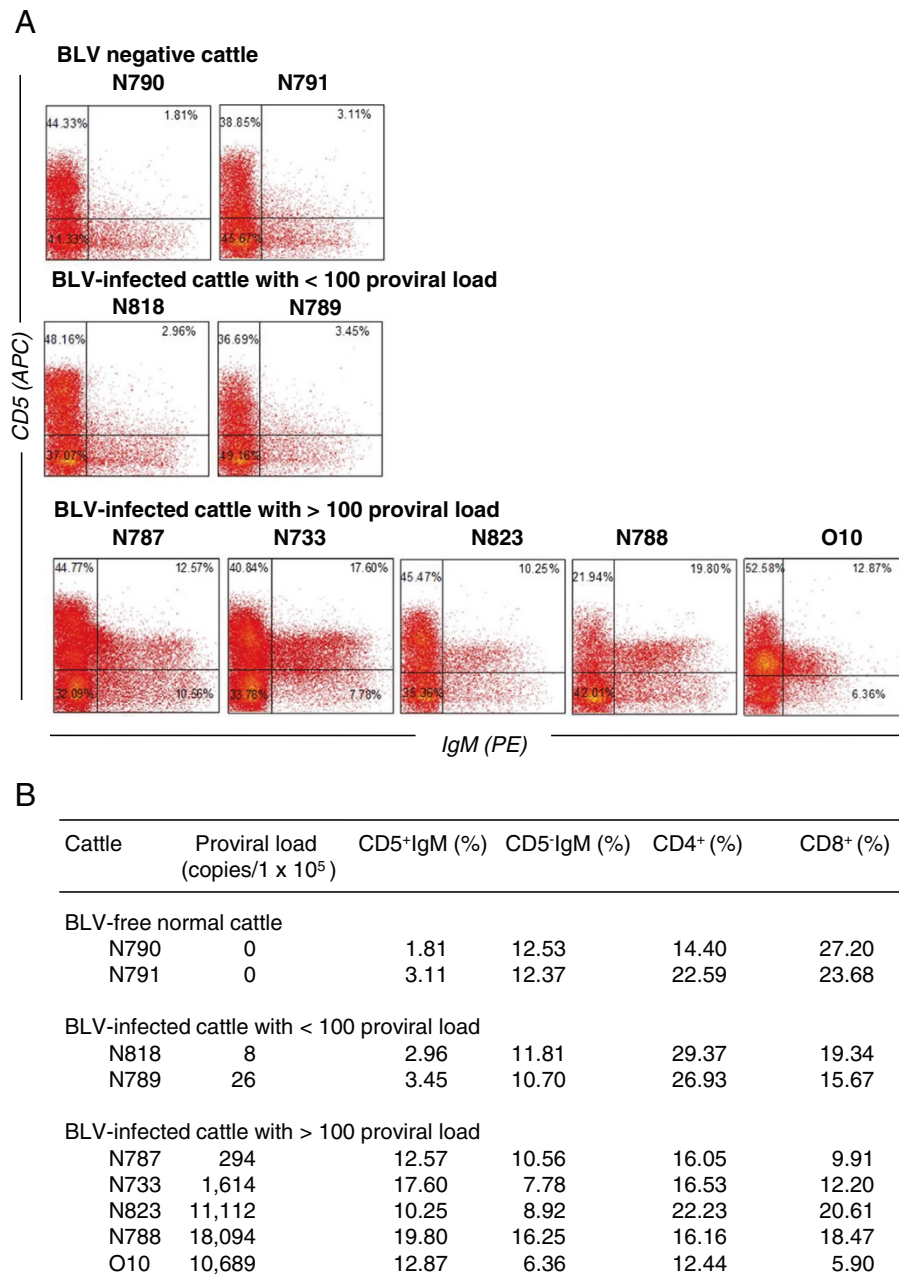 A
BLV negative cattle
N790 N791
44.33% 1.81% 38.85% 3.11%
41.33% 45.67%
BLV-infected cattle with < 100 proviral load
N818 N789
48.16% 2.96% 36.69% 3.45%
37.07% 49.16%
CD5 (APC)
BLV-infected cattle with > 100 proviral load
N787 N733 N823 N788 O10
44.77% 12.57% 40.84% 17.60% 45.47% 10.25% 21.94% 19.80% 52.58% 12.87%
32.09% 10.56% 33.78% 7.78% 35.36% 42.01% 6.36%
IgM (PE)
B
Cattle Proviral load CD5⁺IgM (%) CD5⁻IgM (%) CD4⁺ (%) CD8⁺ (%)
(copies/1 x 10⁵ )
BLV-free normal cattle
N790 0 1.81 12.53 14.40 27.20
N791 0 3.11 12.37 22.59 23.68
BLV-infected cattle with < 100 proviral load
N818 8 2.96 11.81 29.37 19.34
N789 26 3.45 10.70 26.93 15.67
BLV-infected cattle with > 100 proviral load
N787 294 12.57 10.56 16.05 9.91
N733 1,614 17.60 7.78 16.53 12.20
N823 11,112 10.25 8.92 22.23 20.61
N788 18,094 19.80 16.25 16.16 18.47
O10 10,689 12.87 6.36 12.44 5.90